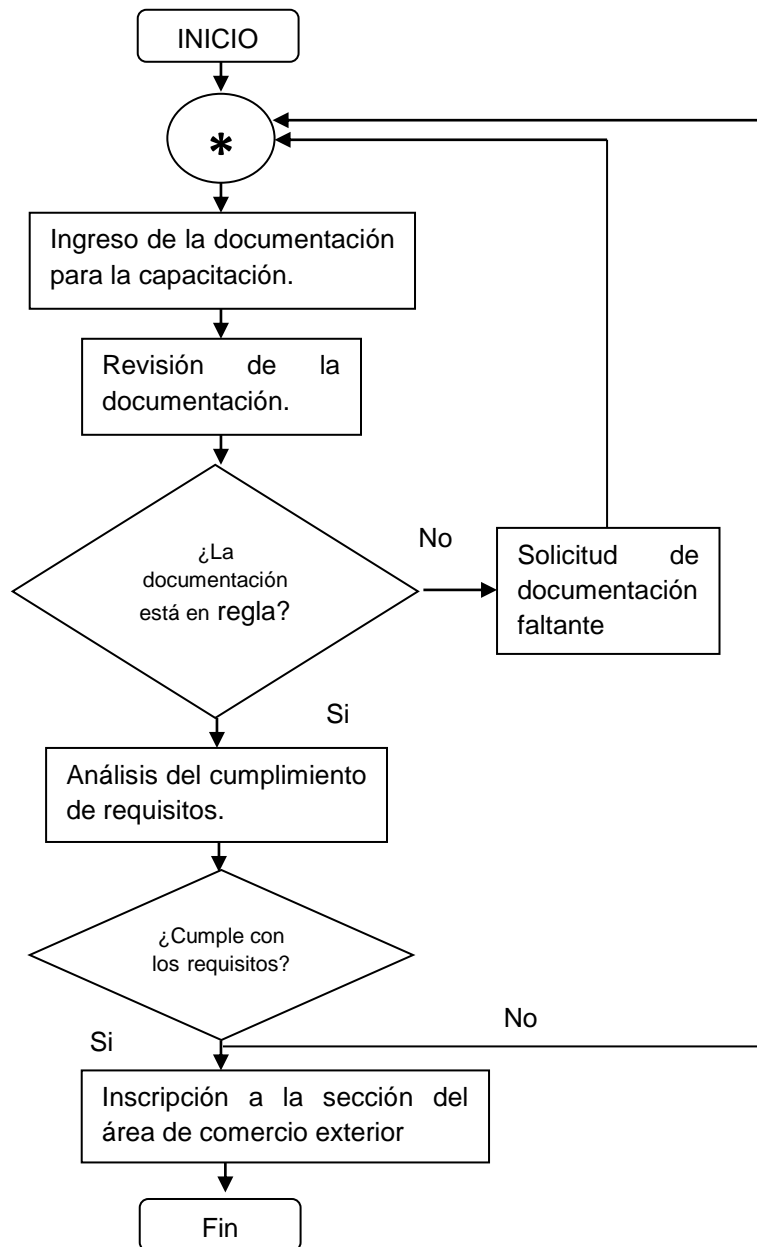 INICIO
*
Ingreso de la documentación
para la capacitación.
Revisión de la
documentación.
¿La
documentación
está en regla?
No
Solicitud de
documentación
faltante
Si
Análisis del cumplimiento
de requisitos.
¿Cumple con
los requisitos?
No
Si
Inscripción a la sección del
área de comercio exterior
Fin